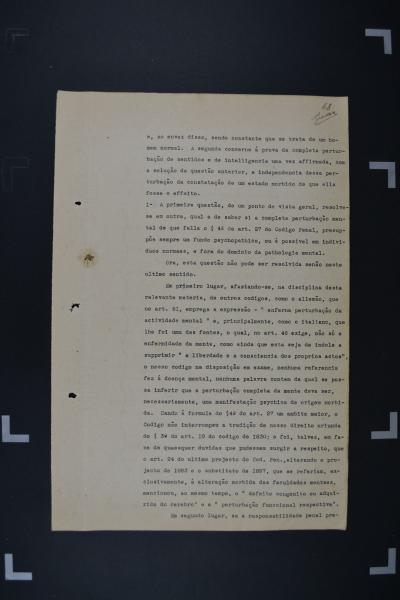 68
e, ao envez disso, sendo constante que se trata de um ho-
mem normal. A segunda concerne á prova da completa pertur-
bação de sentidos e de intelligencia uma vez affirmada, com
a solução da questão anterior, a independencia dessa per-
turbação da constatação de um estado morbido de que ella
fosse o effeito.
1- A primeira questão, de um ponto de vista geral, resolve-
se em outra, qual a de saber si a completa perturbação men-
tal de que falla o § 4º do art. 27 do Codigo Penal, presup-
põe sempre um fundo psychopathico, ou é possivel em indivi-
duos normaes, e fora do dominio da pathologia mental.
Ora, esta questão não pode ser resolvida senão neste
ultimo sentido.
Em primeiro lugar, afastando-se, na disciplina desta
relevante materia, de outros codigos, como o allemão, que
no art. 51, emprega a expressão - " enferma perturbação da
actividade mental " e, principalmente, como o italiano, que
lhe foi uma das fontes, o qual, no art. 46 exige, não só a
enfermidade da mente, como ainda que esta seja de indole a
supprimir " a liberdade e a consciencia dos proprios actos",
o nosso codigo na disposição em exame, nenhuma referencia
fez á doença mental, nenhuma palavra contem da qual se pos-
sa inferir que a perturbação completa da mente deva ser,
necessariamente, uma manifestação psychica de origem morbi-
da. Dando á formula do §4º do art. 27 um ambito maior, o
Codigo não interrompeu a tradição de nosso direito oriunda
do § 3º do art. 10 do codigo de 1830; e foi, talvez, em fa-
ce de quaesquer duvidas que pudessem surgir a respeito, que
o art. 24 do ultimo projecto de Cod. Pen., alterando o pro-
jecto de 1893 e o substituto de 1897, que se referiam, ex-
clusivamente, á alteração morbida das faculdades mentaes,
mencionou, ao mesmo tempo, o " defeito congenito ou adqui-
rido do cerebro" e a " perturbação funccional respectiva".
Em segundo lugar, se a responsabilidade penal pre-